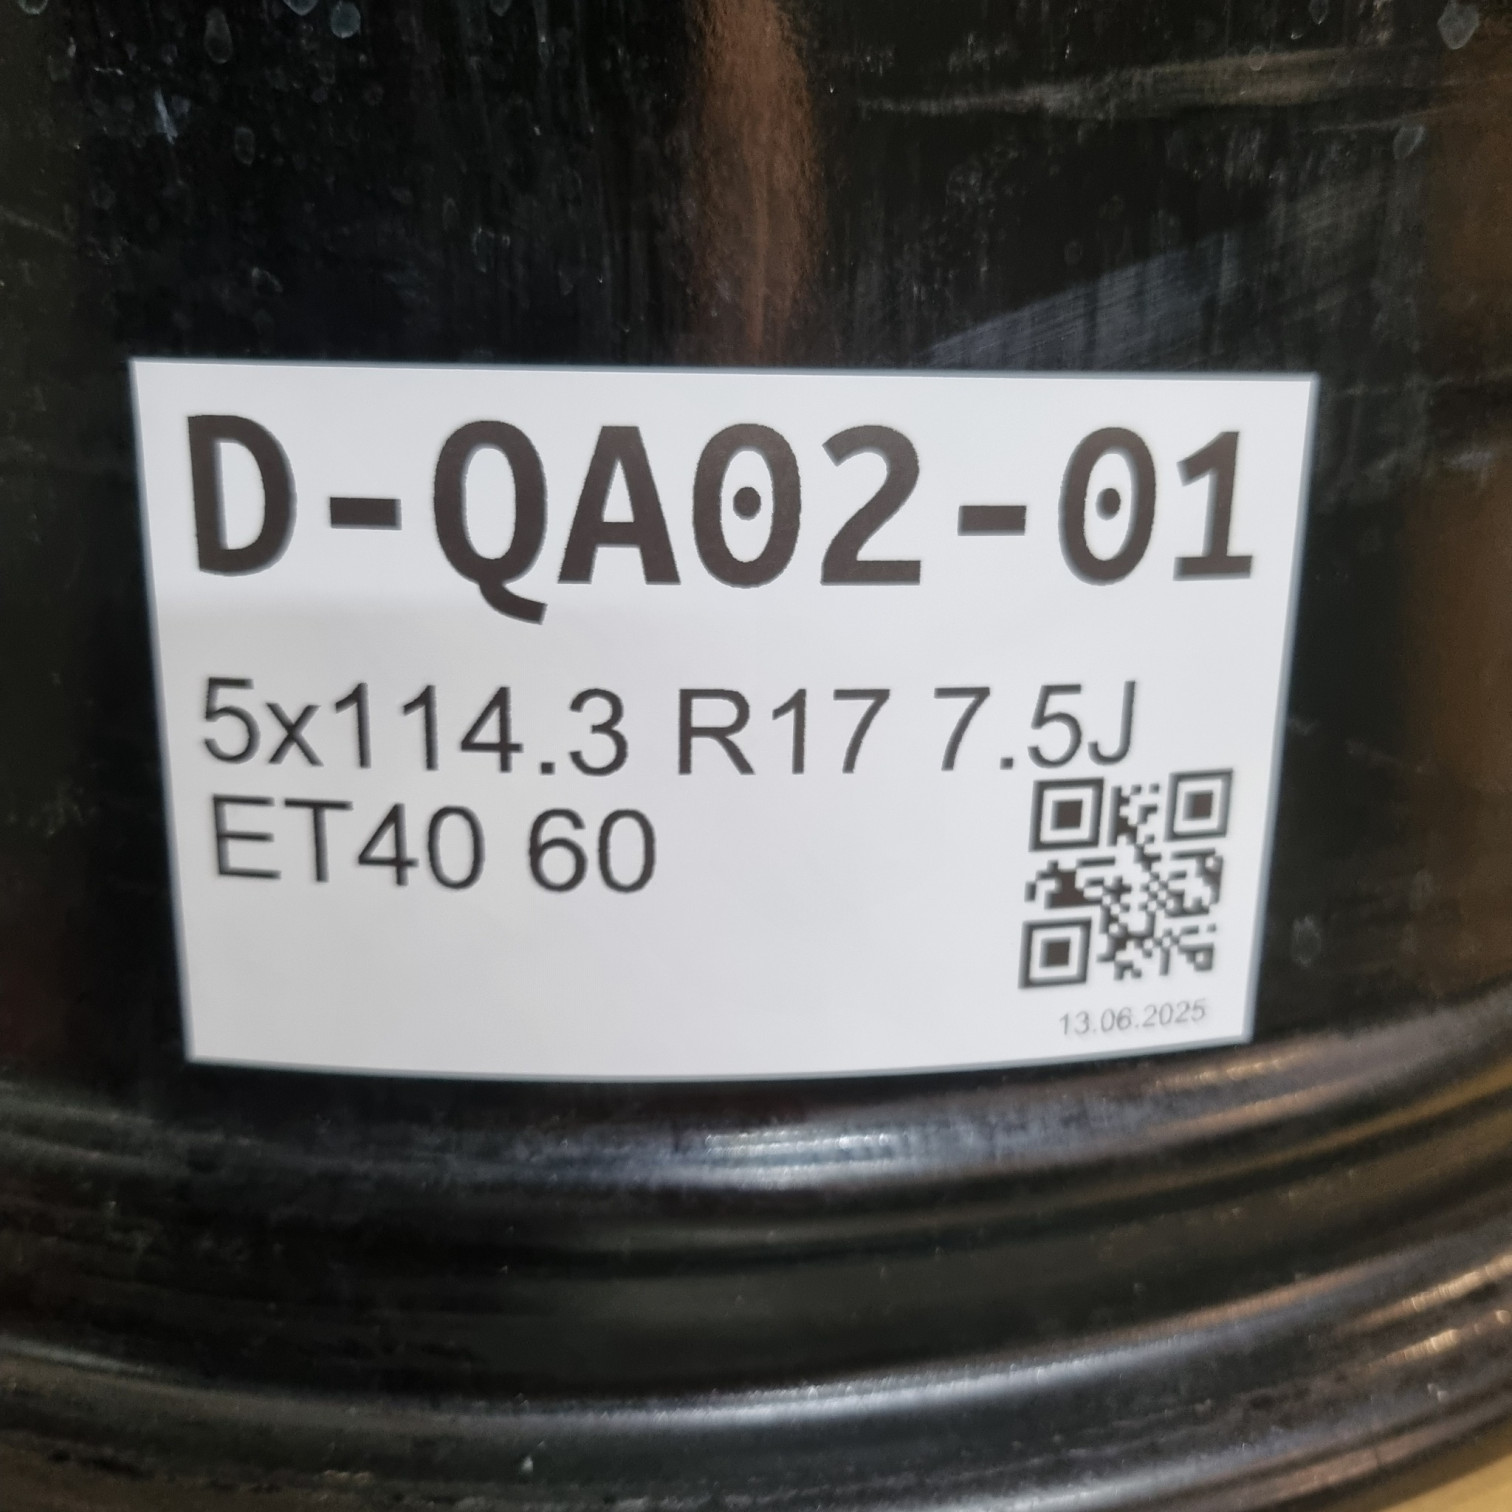 D-QA02-01
5x114.3 R17 7.5J
ET40 60
13.06.2025